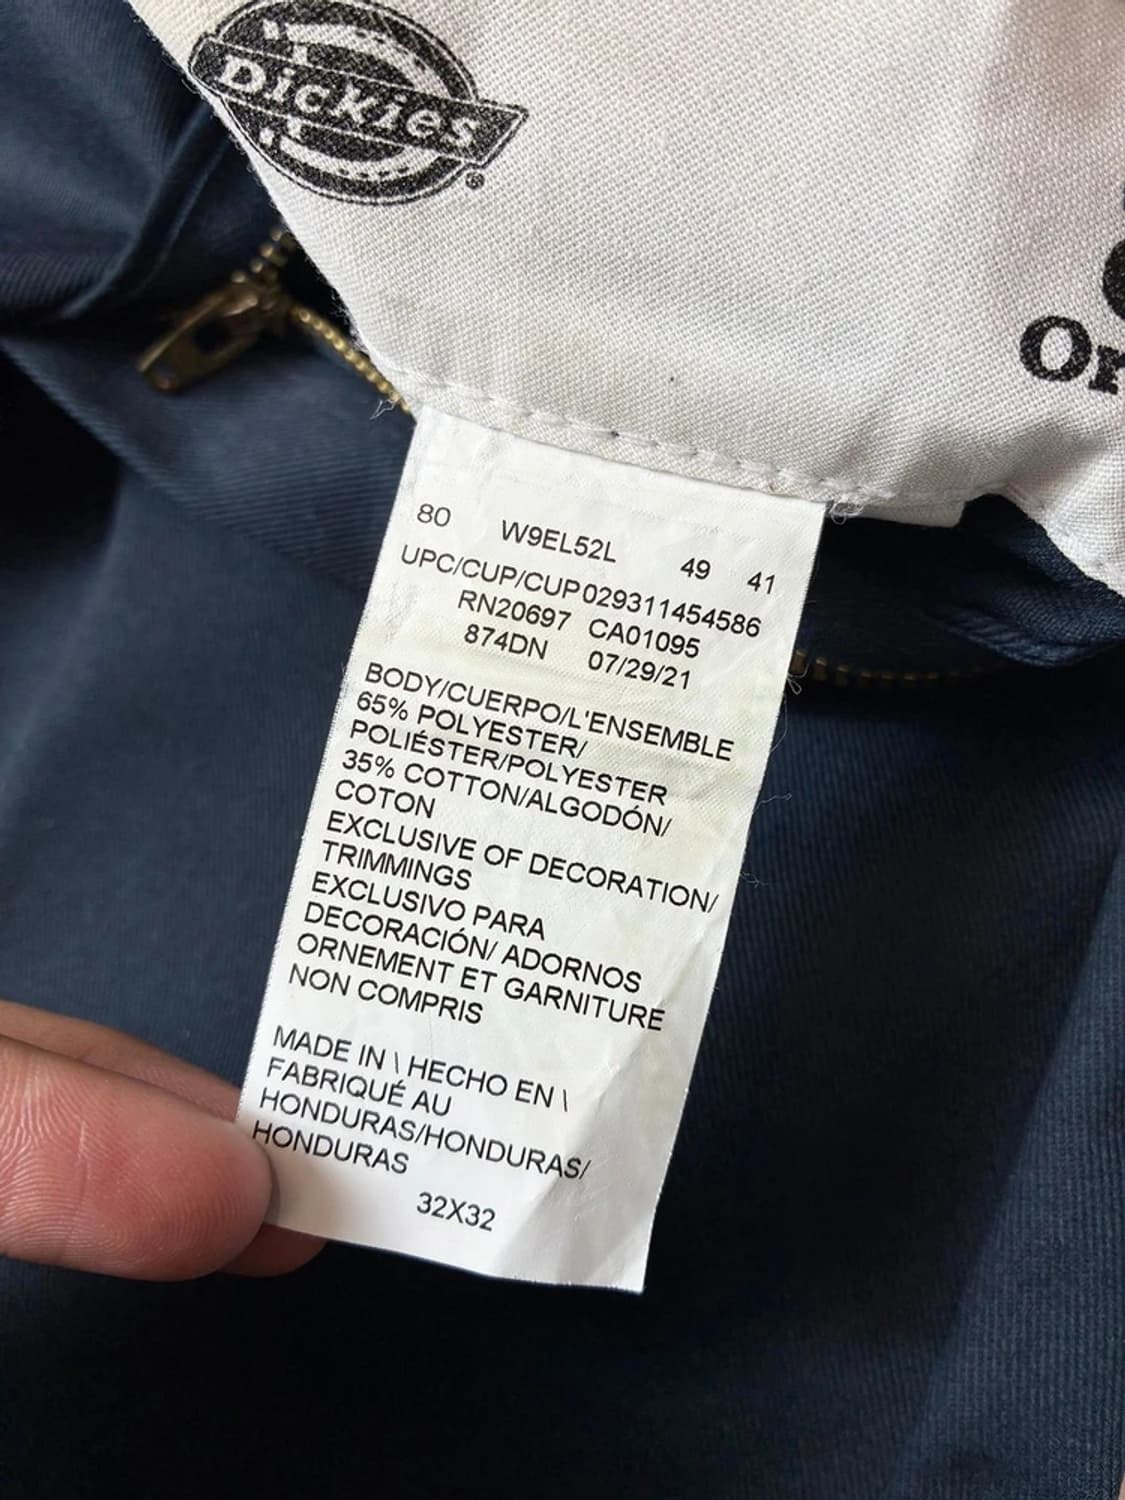 Dickies®
Or
80 W9EL52L 49 41
UPC/CUP/CUP 029311454586
RN20697 CA01095
874DN 07/29/21
BODY/CUERPO/L'ENSEMBLE
65% POLYESTER/
POLIÉSTER/POLYESTER
35% COTTON/ALGODÓN/
COTON
EXCLUSIVE OF DECORATION/
TRIMMINGS
EXCLUSIVO PARA
DECORACIÓN/ ADORNOS
ORNEMENT ET GARNITURE
NON COMPRIS
MADE IN \ HECHO EN \
FABRIQUÉ AU
HONDURAS/HONDURAS/
HONDURAS
32X32